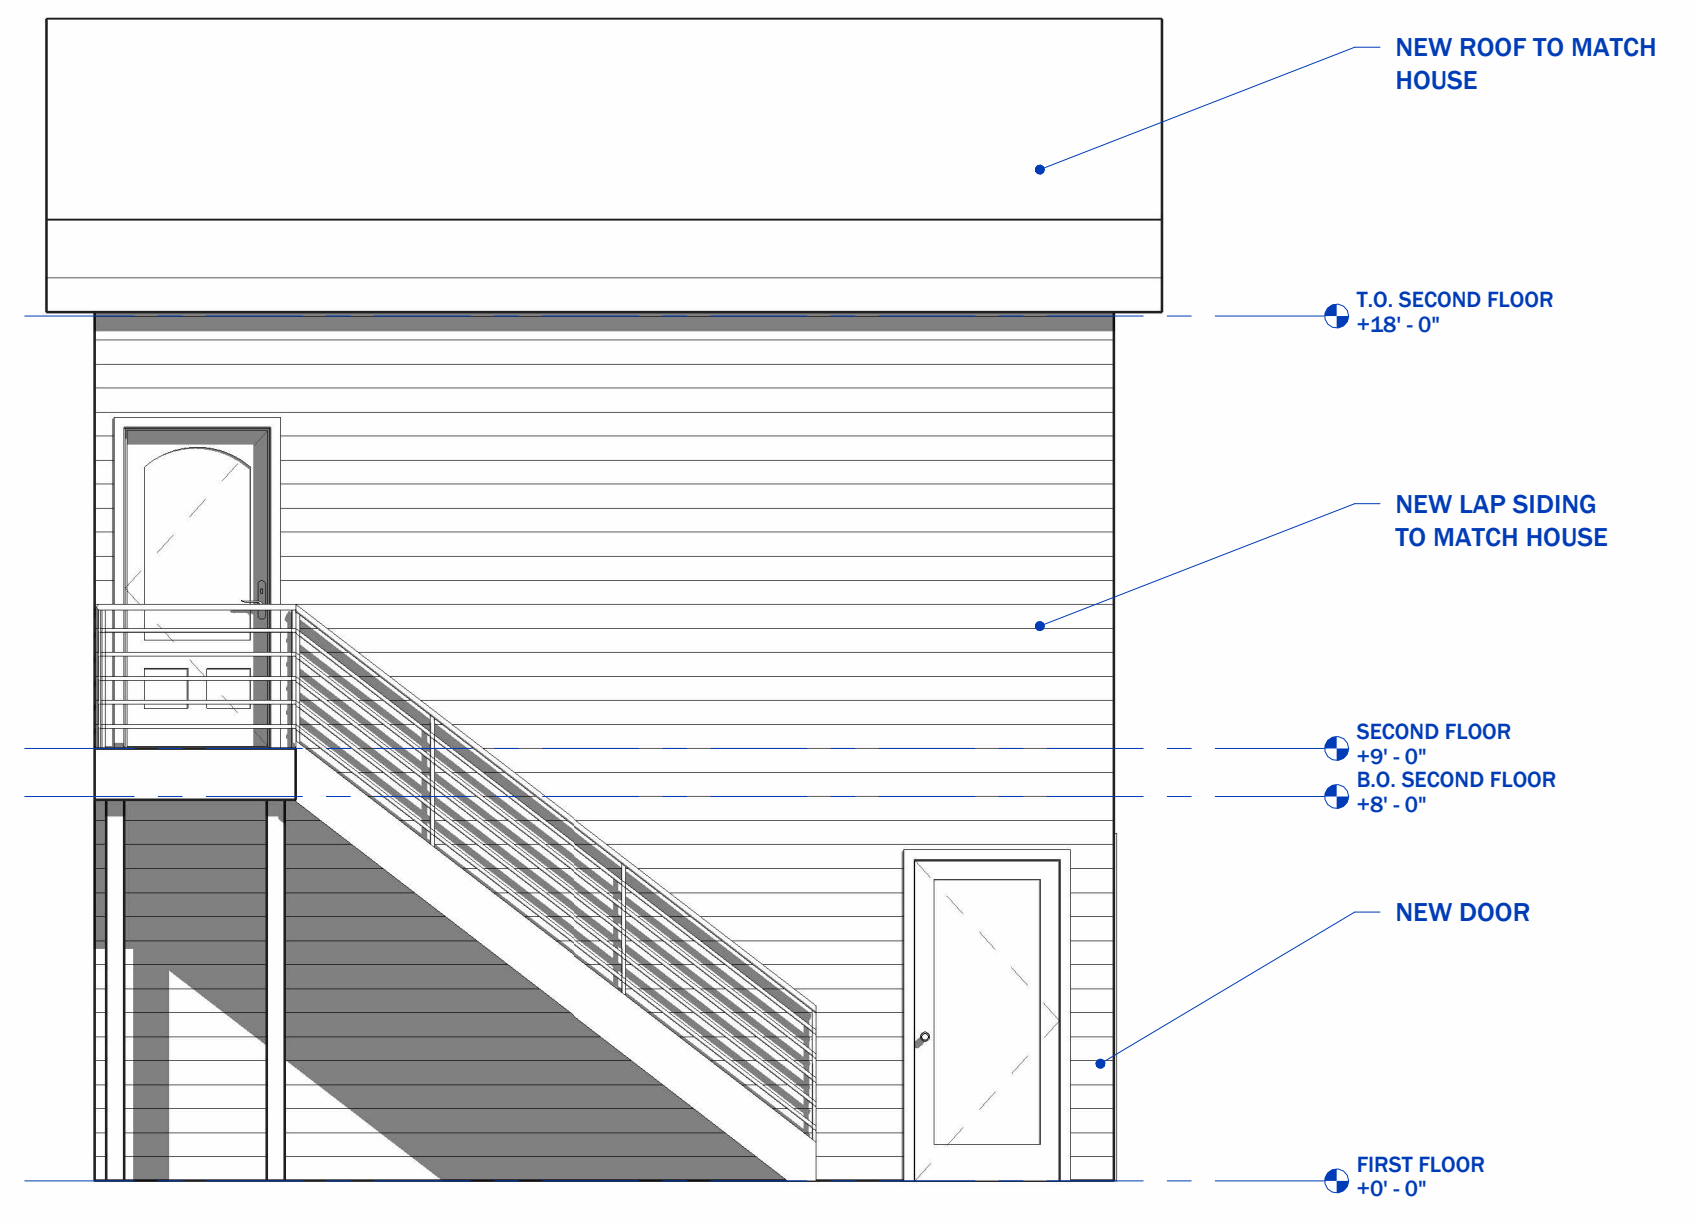 NEW ROOF TO MATCH
HOUSE
T.O. SECOND FLOOR
+18' - 0"
NEW LAP SIDING
TO MATCH HOUSE
SECOND FLOOR
+9' - 0"
B.O. SECOND FLOOR
+8' - 0"
NEW DOOR
FIRST FLOOR
+0' - 0"